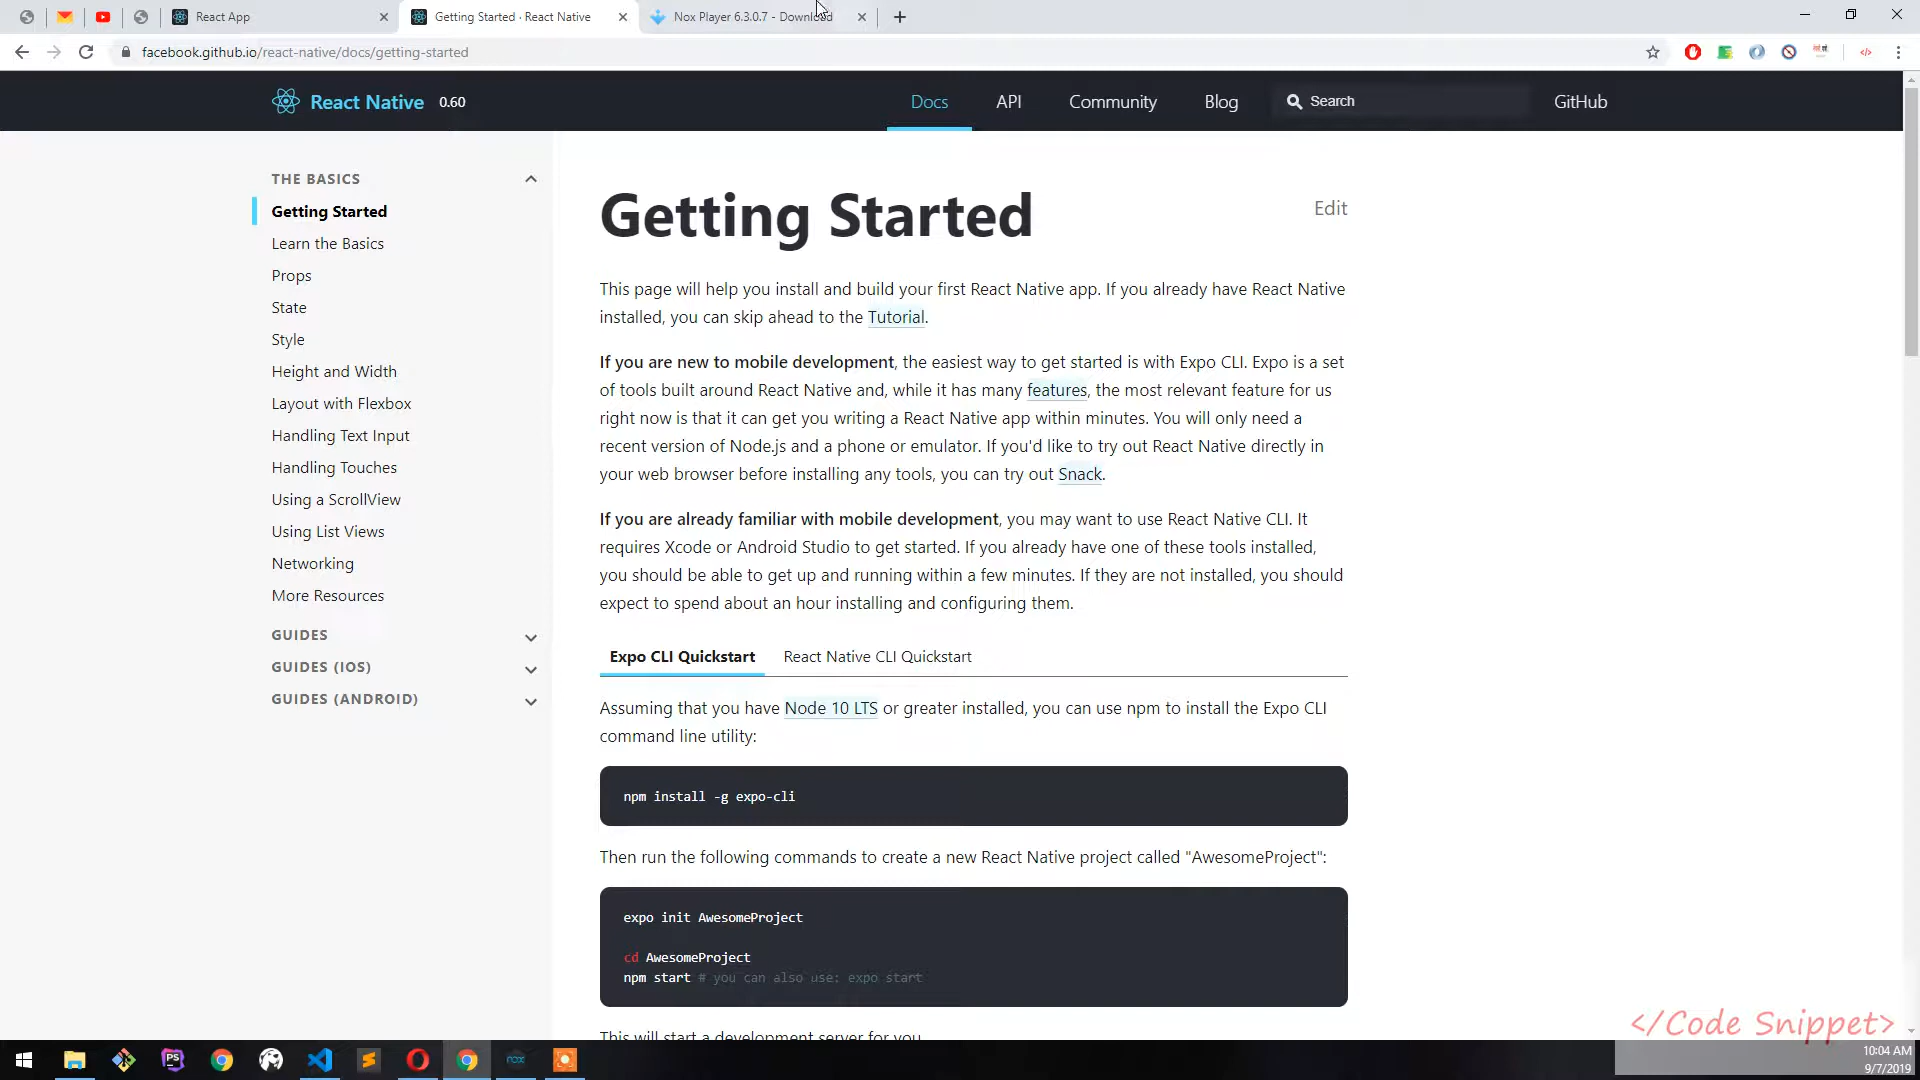 React App
Getting Started · React Native
Nox Player 6.3.0.7 - Download
facebook.github.io/react-native/docs/getting-started
React Native 0.60
Docs
API
Community
Blog
Search
GitHub
THE BASICS
Getting Started
Learn the Basics
Props
State
Style
Height and Width
Layout with Flexbox
Handling Text Input
Handling Touches
Using a ScrollView
Using List Views
Networking
More Resources
GUIDES
GUIDES (IOS)
GUIDES (ANDROID)
Getting Started
Edit
This page will help you install and build your first React Native app. If you already have React Native
installed, you can skip ahead to the Tutorial.
If you are new to mobile development, the easiest way to get started is with Expo CLI. Expo is a set
of tools built around React Native and, while it has many features, the most relevant feature for us
right now is that it can get you writing a React Native app within minutes. You will only need a
recent version of Node.js and a phone or emulator. If you'd like to try out React Native directly in
your web browser before installing any tools, you can try out Snack.
If you are already familiar with mobile development, you may want to use React Native CLI. It
requires Xcode or Android Studio to get started. If you already have one of these tools installed,
you should be able to get up and running within a few minutes. If they are not installed, you should
expect to spend about an hour installing and configuring them.
Expo CLI Quickstart
React Native CLI Quickstart
Assuming that you have Node 10 LTS or greater installed, you can use npm to install the Expo CLI
command line utility:
npm install -g expo-cli
Then run the following commands to create a new React Native project called "AwesomeProject":
expo init AwesomeProject
cd AwesomeProject
npm start # you can also use: expo start
This will start a development server for you
</Code Snippet>
PS
nox
10:04 AM
9/7/2019